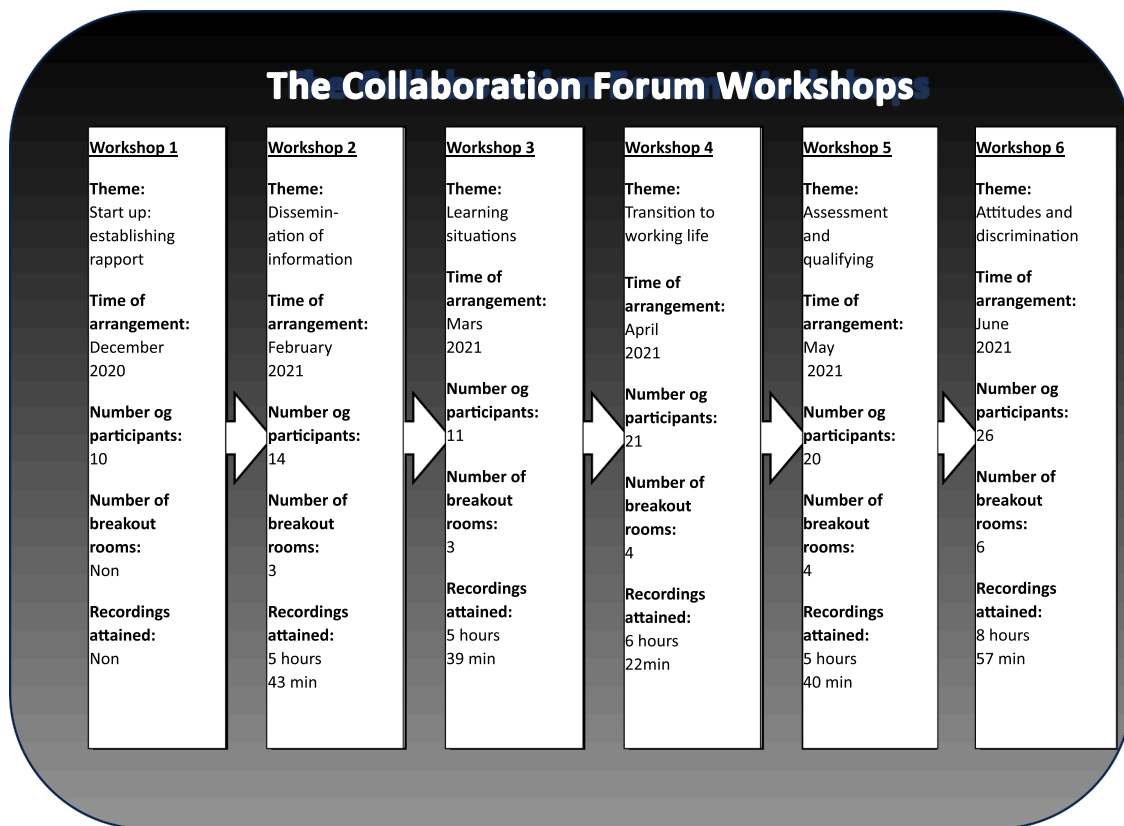 The Collaboration Forum Workshops
Workshop 1
Theme:
Start up:
establishing
rapport
Time of
arrangement:
December
2020
Number og
participants:
10
Number of
breakout
rooms:
Non
Recordings
attained:
Non
Workshop 2
Theme:
Dissemin-
ation of
information
Time of
arrangement:
February
2021
Number og
participants:
14
Number of
breakout
rooms:
3
Recordings
attained:
5 hours
43 min
Workshop 3
Theme:
Learning
situations
Time of
arrangement:
Mars
2021
Number og
participants:
11
Number of
breakout
rooms:
3
Recordings
attained:
5 hours
39 min
Workshop 4
Theme:
Transition to
working life
Time of
arrangement:
April
2021
Number og
participants:
21
Number of
breakout
rooms:
4
Recordings
attained:
6 hours
22min
Workshop 5
Theme:
Assessment
and
qualifying
Time of
arrangement:
May
2021
Number og
participants:
20
Number of
breakout
rooms:
4
Recordings
attained:
5 hours
40 min
Workshop 6
Theme:
Attitudes and
discrimination
Time of
arrangement:
June
2021
Number og
participants:
26
Number of
breakout
rooms:
6
Recordings
attained:
8 hours
57 min